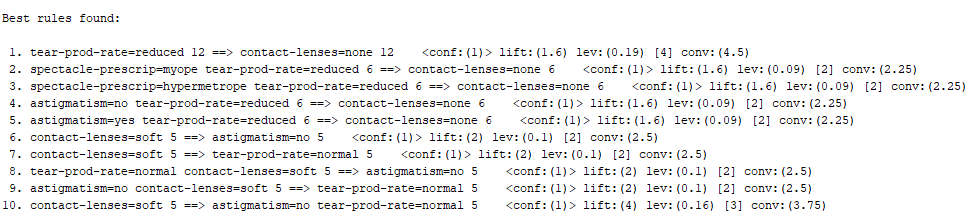 Best rules found:
1. tear-prod-rate=reduced 12 ==> contact-lenses=none 12    <conf:(1)> lift:(1.6) lev:(0.19) [4] conv:(4.5)
2. spectacle-prescrip=myope tear-prod-rate=reduced 6 ==> contact-lenses=none 6    <conf:(1)> lift:(1.6) lev:(0.09) [2] conv:(2.25)
3. spectacle-prescrip=hypermetrope tear-prod-rate=reduced 6 ==> contact-lenses=none 6    <conf:(1)> lift:(1.6) lev:(0.09) [2] conv:(2.25)
4. astigmatism=no tear-prod-rate=reduced 6 ==> contact-lenses=none 6    <conf:(1)> lift:(1.6) lev:(0.09) [2] conv:(2.25)
5. astigmatism=yes tear-prod-rate=reduced 6 ==> contact-lenses=none 6    <conf:(1)> lift:(1.6) lev:(0.09) [2] conv:(2.25)
6. contact-lenses=soft 5 ==> astigmatism=no 5    <conf:(1)> lift:(2) lev:(0.1) [2] conv:(2.5)
7. contact-lenses=soft 5 ==> tear-prod-rate=normal 5    <conf:(1)> lift:(2) lev:(0.1) [2] conv:(2.5)
8. tear-prod-rate=normal contact-lenses=soft 5 ==> astigmatism=no 5    <conf:(1)> lift:(2) lev:(0.1) [2] conv:(2.5)
9. astigmatism=no contact-lenses=soft 5 ==> tear-prod-rate=normal 5    <conf:(1)> lift:(2) lev:(0.1) [2] conv:(2.5)
10. contact-lenses=soft 5 ==> astigmatism=no tear-prod-rate=normal 5    <conf:(1)> lift:(4) lev:(0.16) [3] conv:(3.75)